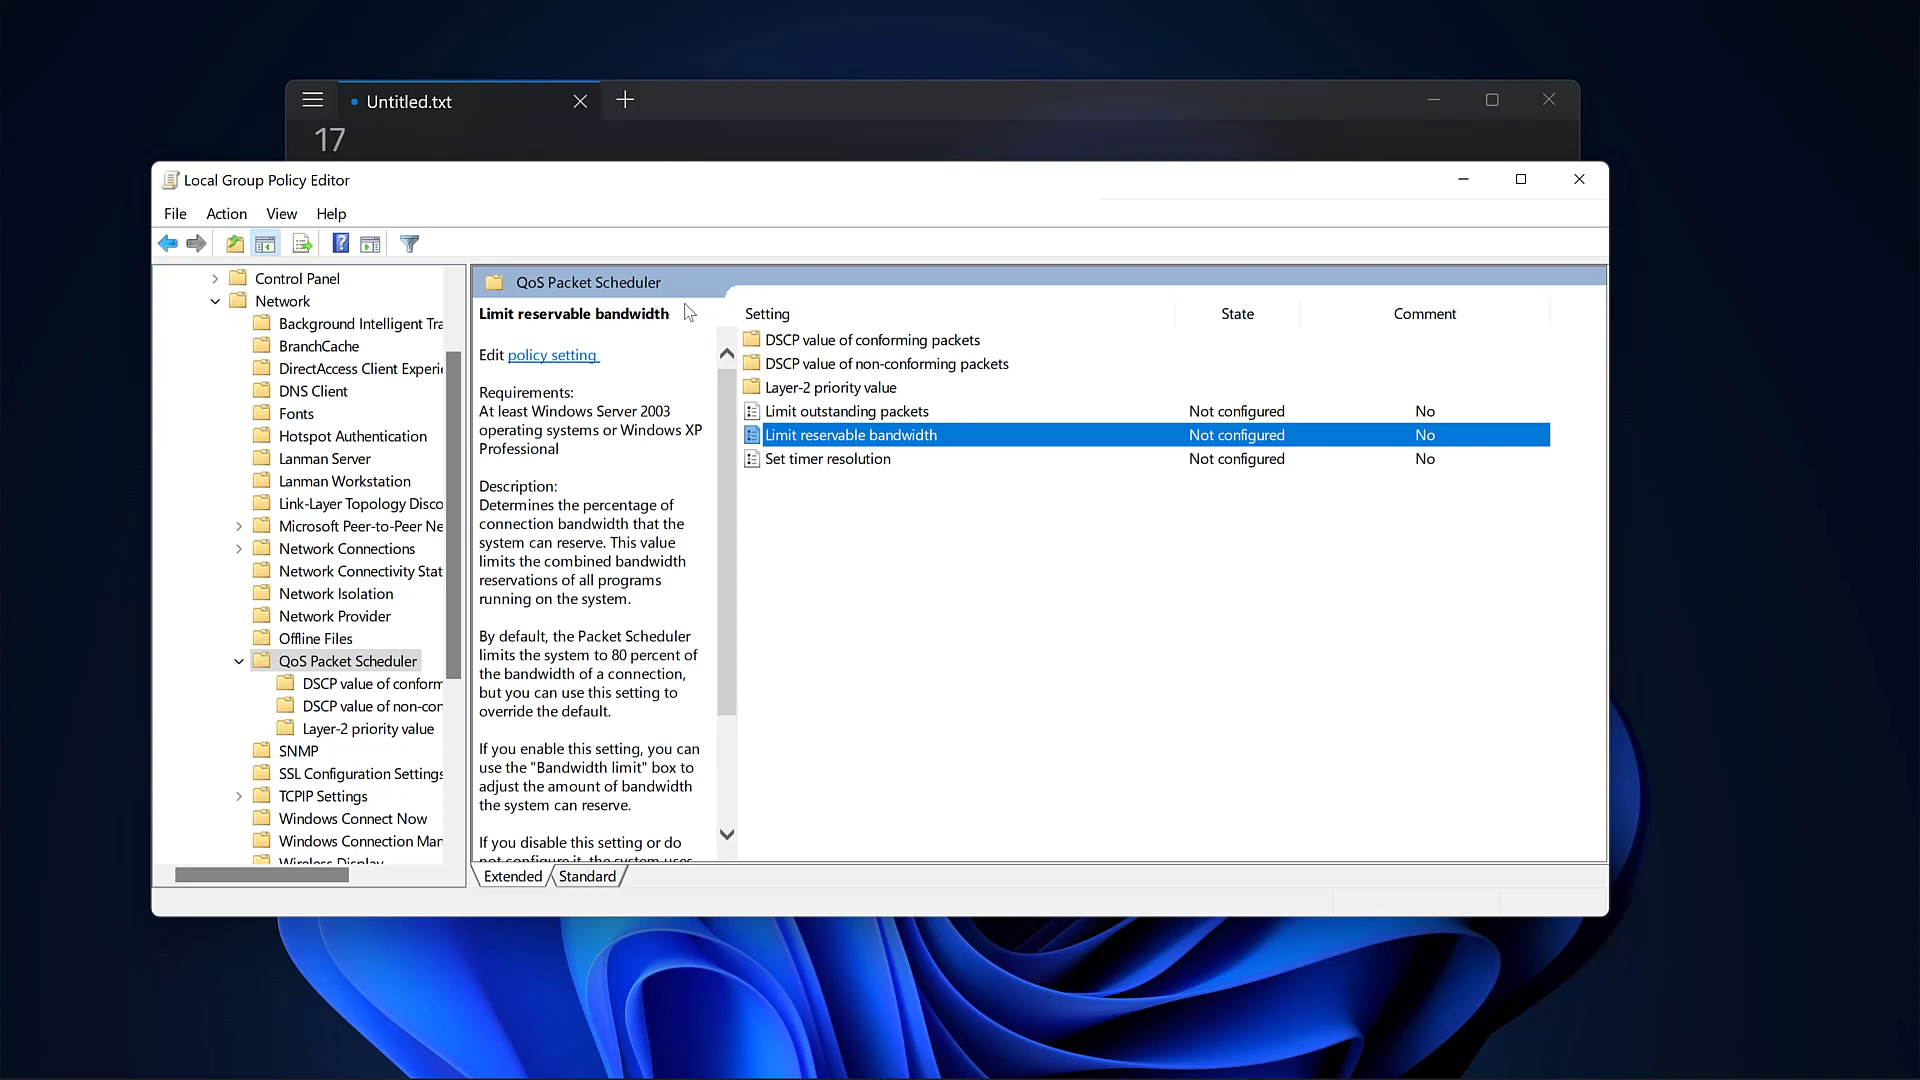 Untitled.txt
17
Local Group Policy Editor
File Action View Help
Control Panel
Network
Background Intelligent Tra
BranchCache
DirectAccess Client Experi
DNS Client
Fonts
Hotspot Authentication
Lanman Server
Lanman Workstation
Link-Layer Topology Disco
Microsoft Peer-to-Peer Ne
Network Connections
Network Connectivity Stat
Network Isolation
Network Provider
Offline Files
QoS Packet Scheduler
DSCP value of conform
DSCP value of non-con
Layer-2 priority value
SNMP
SSL Configuration Settings
TCPIP Settings
Windows Connect Now
Windows Connection Man
Wireless Display
QoS Packet Scheduler
Limit reservable bandwidth
Edit policy setting
Requirements:
At least Windows Server 2003
operating systems or Windows XP
Professional
Description:
Determines the percentage of
connection bandwidth that the
system can reserve. This value
limits the combined bandwidth
reservations of all programs
running on the system.
By default, the Packet Scheduler
limits the system to 80 percent of
the bandwidth of a connection,
but you can use this setting to
override the default.
If you enable this setting, you can
use the "Bandwidth limit" box to
adjust the amount of bandwidth
the system can reserve.
If you disable this setting or do
not configure it, the system uses
Setting State Comment
DSCP value of conforming packets
DSCP value of non-conforming packets
Layer-2 priority value
Limit outstanding packets Not configured No
Limit reservable bandwidth Not configured No
Set timer resolution Not configured No
Extended Standard